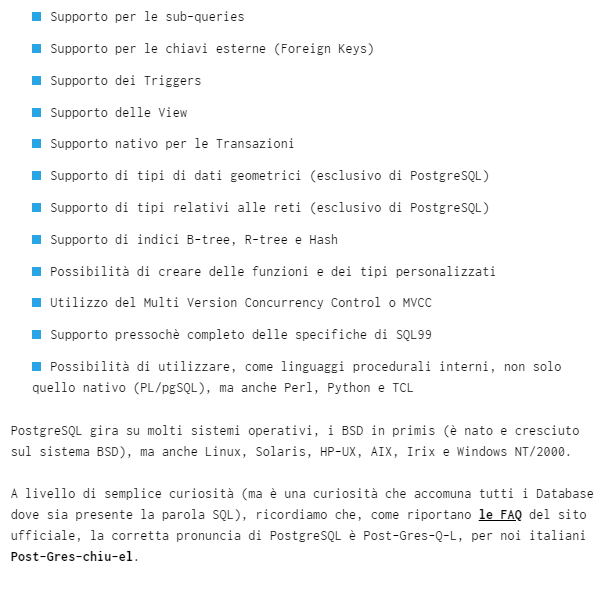 Supporto per le sub-queries
Supporto per le chiavi esterne (Foreign Keys)
Supporto dei Triggers
Supporto delle View
Supporto nativo per le Transazioni
Supporto di tipi di dati geometrici (esclusivo di PostgreSQL)
Supporto di tipi relativi alle reti (esclusivo di PostgreSQL)
Supporto di indici B-tree, R-tree e Hash
Possibilità di creare delle funzioni e dei tipi personalizzati
Utilizzo del Multi Version Concurrency Control o MVCC
Supporto pressochè completo delle specifiche di SQL99
Possibilità di utilizzare, come linguaggi procedurali interni, non solo
quello nativo (PL/pgSQL), ma anche Perl, Python e TCL
PostgreSQL gira su molti sistemi operativi, i BSD in primis (è nato e cresciuto
sul sistema BSD), ma anche Linux, Solaris, HP-UX, AIX, Irix e Windows NT/2000.
A livello di semplice curiosità (ma è una curiosità che accomuna tutti i Database
dove sia presente la parola SQL), ricordiamo che, come riportano le FAQ del sito
ufficiale, la corretta pronuncia di PostgreSQL è Post-Gres-Q-L, per noi italiani
Post-Gres-chiu-el.